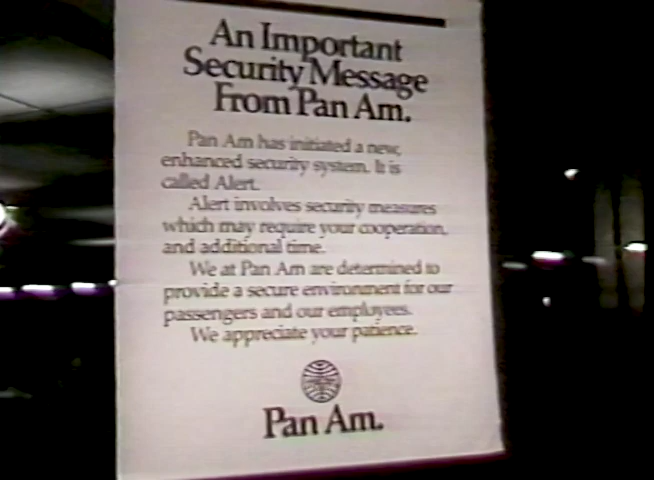 An Important
Security Message
From Pan Am.
Pan Am has initiated a new,
enhanced security system. It is
called Alert.
Alert involves security measures
which may require your cooperation,
and additional time.
We at Pan Am are determined to
provide a secure environment for our
passengers and our employees.
We appreciate your patience.
Pan Am.